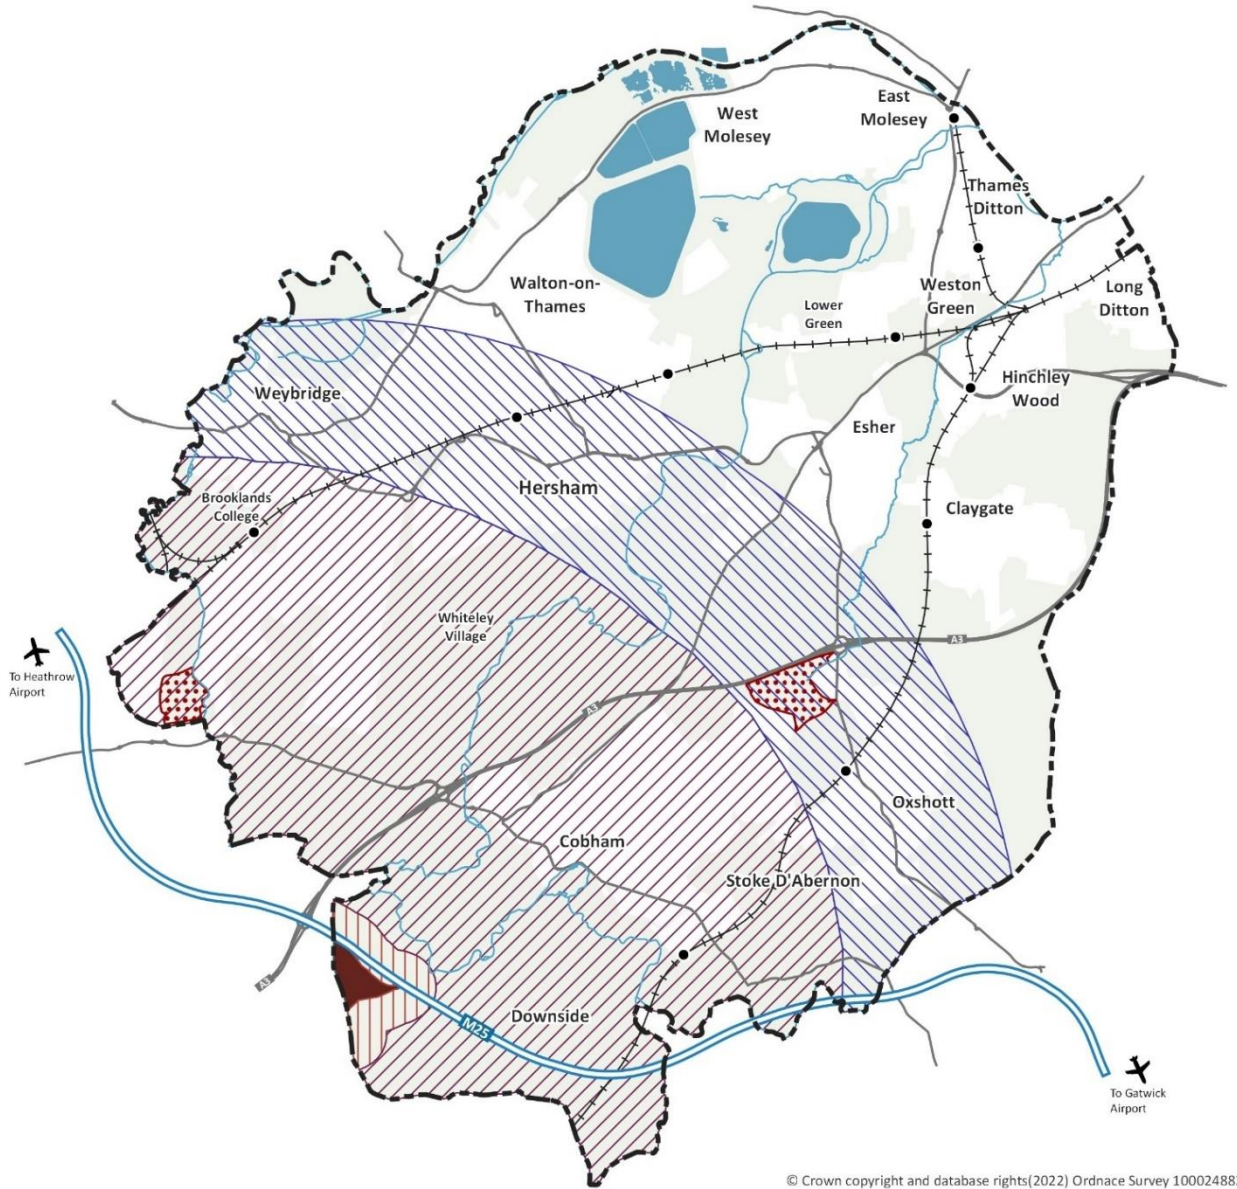 East
Molesey
West
Molesey
Thames
Ditton
Walton-on-
Thames
Weston
Green
Long
Ditton
Lower
Green
Weybridge
Hinchley
Wood
Esher
Hersham
Brooklands
College
Claygate
Whiteley
Village
A3
To Heathrow
Airport
A3
Oxshott
Cobham
Stoke D'Abernon
A3
Downside
M25
To Gatwick
Airport
© Crown copyright and database rights(2022) Ordnace Survey 10002488